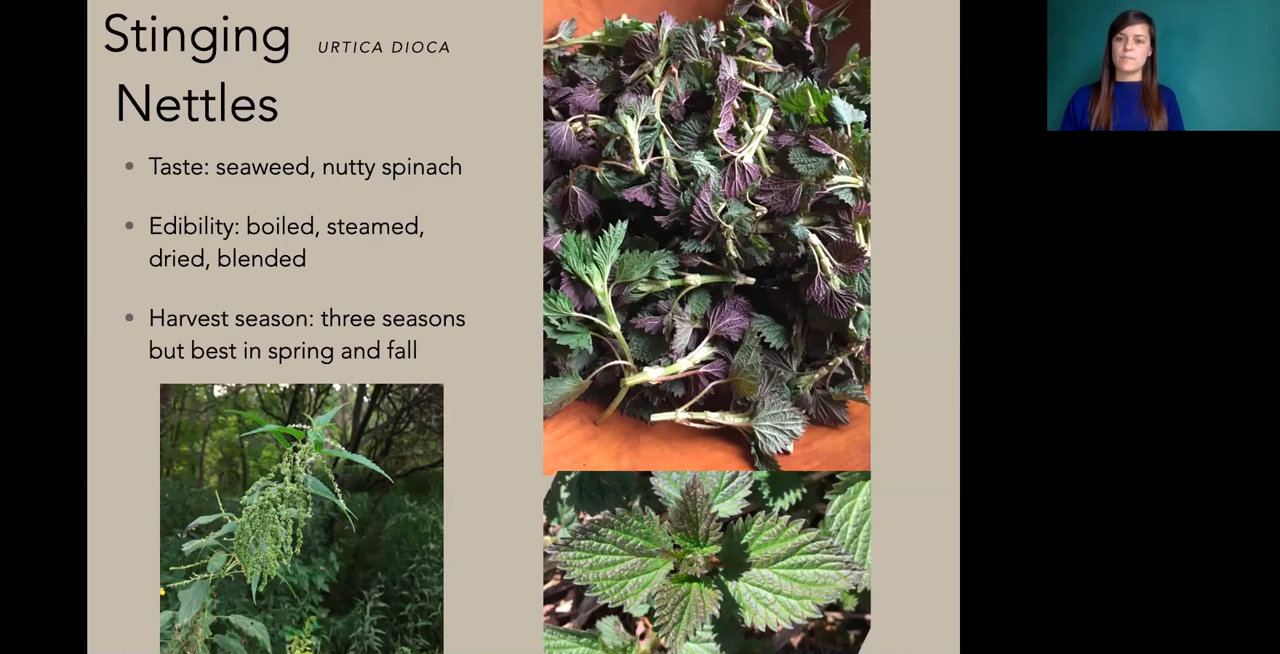 Stinging URTICA DIOCA
Nettles
Taste: seaweed, nutty spinach
Edibility: boiled, steamed,
dried, blended
Harvest season: three seasons
but best in spring and fall